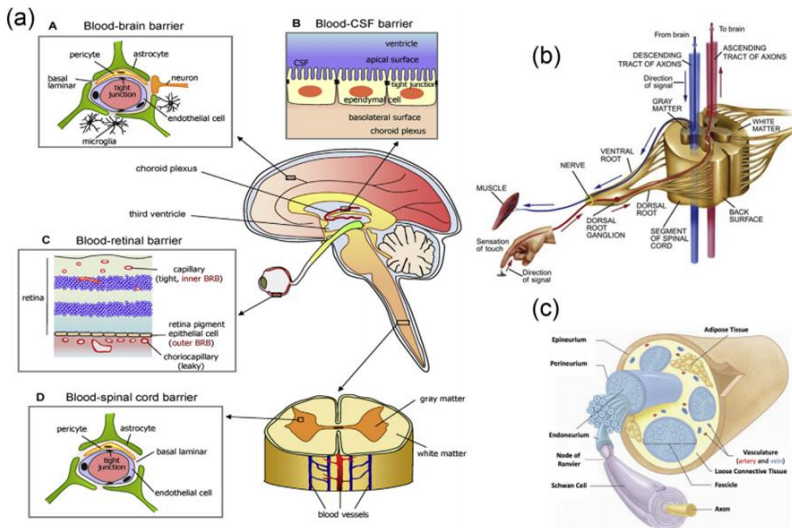 (a)
A Blood-brain barrier
pericyte
astrocyte
basal
laminar
neuron
tight
junction
endothelial cell
microglia
B Blood-CSF barrier
ventricle
CSF
apical surface
tight junction
ependymal cell
basolateral surface
choroid plexus
choroid plexus
third ventricle
C Blood-retinal barrier
retina
capillary
(tight, inner BRB)
retina pigment
epithelial cell
(outer BRB)
choriocapillary
(leaky)
D Blood-spinal cord barrier
pericyte
astrocyte
tight
junction
basal laminar
endothelial cell
gray matter
white matter
blood vessels
(b)
From brain
To brain
DESCENDING
TRACT OF AXONS
ASCENDING
TRACT OF AXONS
Direction
of signal
GRAY
MATTER
WHITE
MATTER
VENTRAL
ROOT
NERVE
MUSCLE
DORSAL
ROOT
DORSAL
ROOT
GANGLION
BACK
SURFACE
SEGMENT
OF SPINAL
CORD
Sensation
of touch
Direction
of signal
(c)
Adipose Tissue
Epineurium
Perineurium
Endoneurium
Node of
Ranvier
Schwan Cell
Vasculature
(artery and vein)
Loose Connective Tissue
Fascicle
Axon